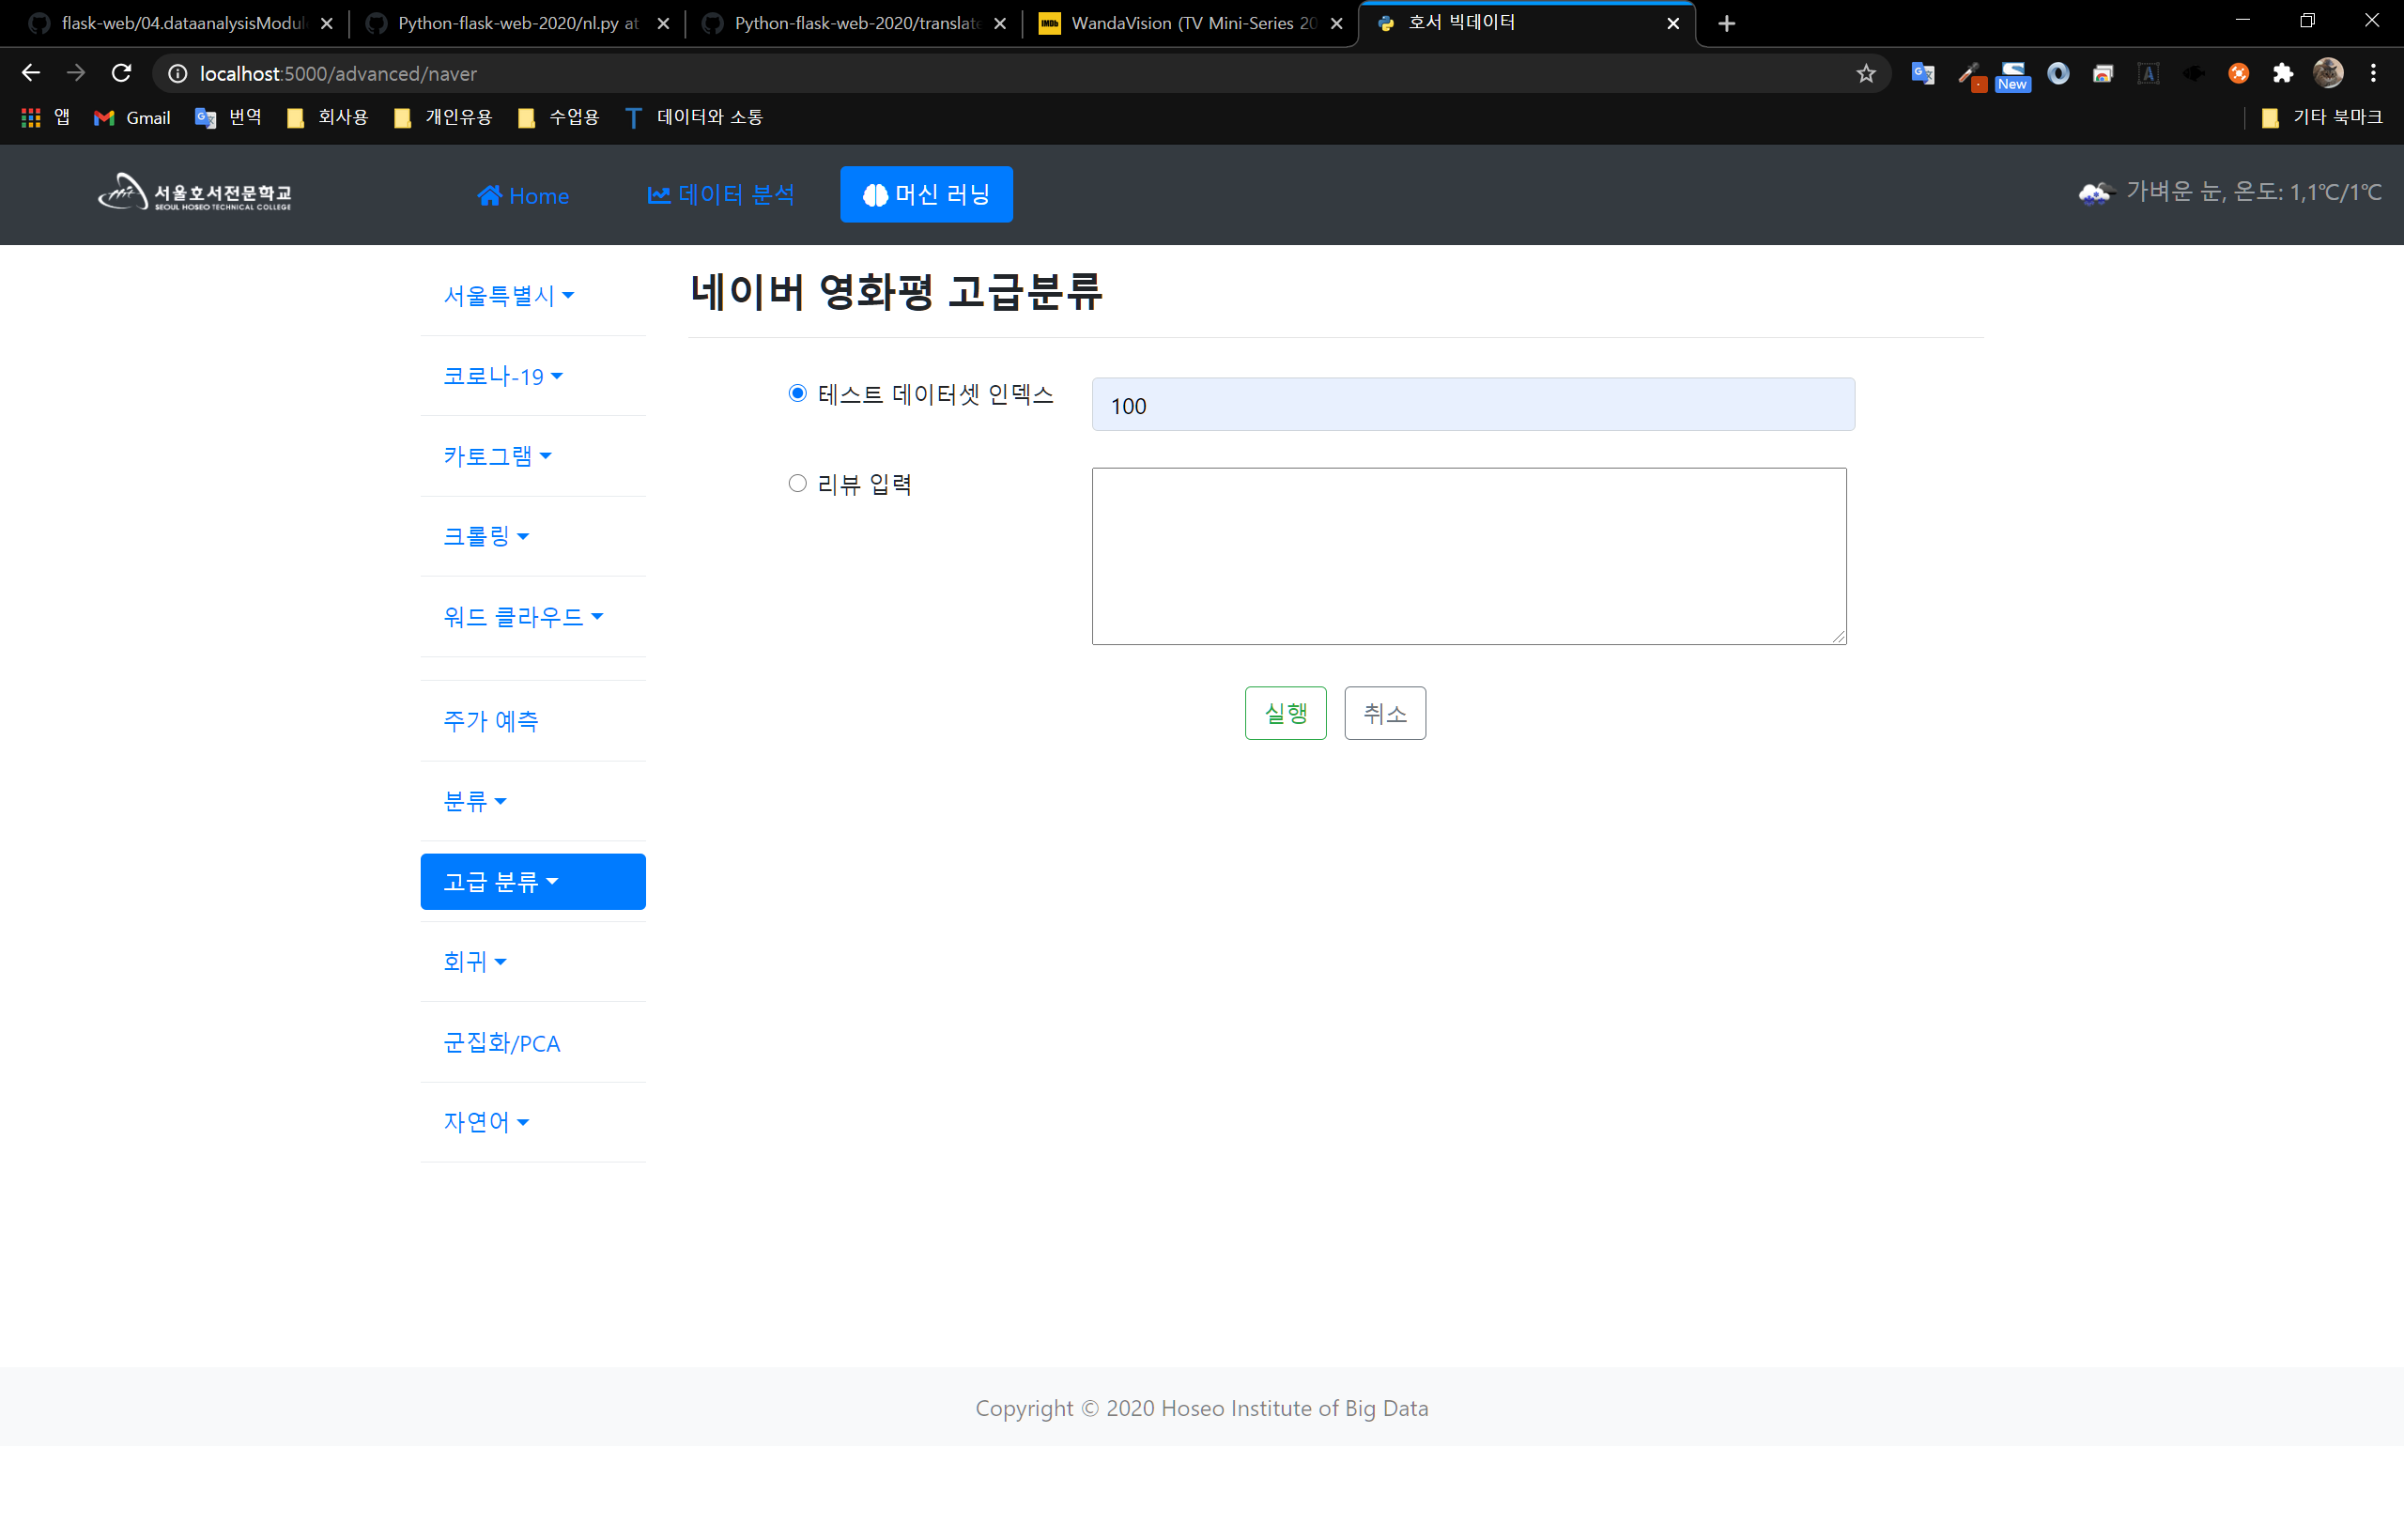 flask-web/04.dataanalysisModul
Python-flask-web-2020/nl.py at
Python-flask-web-2020/translate
IMDb
WandaVision (TV Mini-Series 20
호서 빅데이터
localhost:5000/advanced/naver
New
앱
Gmail
번역
회사용
개인유용
수업용
데이터와 소통
기타 북마크
서울호서전문학교
SEOUL HOSEO TECHNICAL COLLEGE
Home
데이터 분석
머신 러닝
가벼운 눈, 온도: 1,1℃/1℃
서울특별시
코로나-19
카토그램
크롤링
워드 클라우드
주가 예측
분류
고급 분류
회귀
군집화/PCA
자연어
네이버 영화평 고급분류
테스트 데이터셋 인덱스
100
리뷰 입력
실행
취소
Copyright © 2020 Hoseo Institute of Big Data